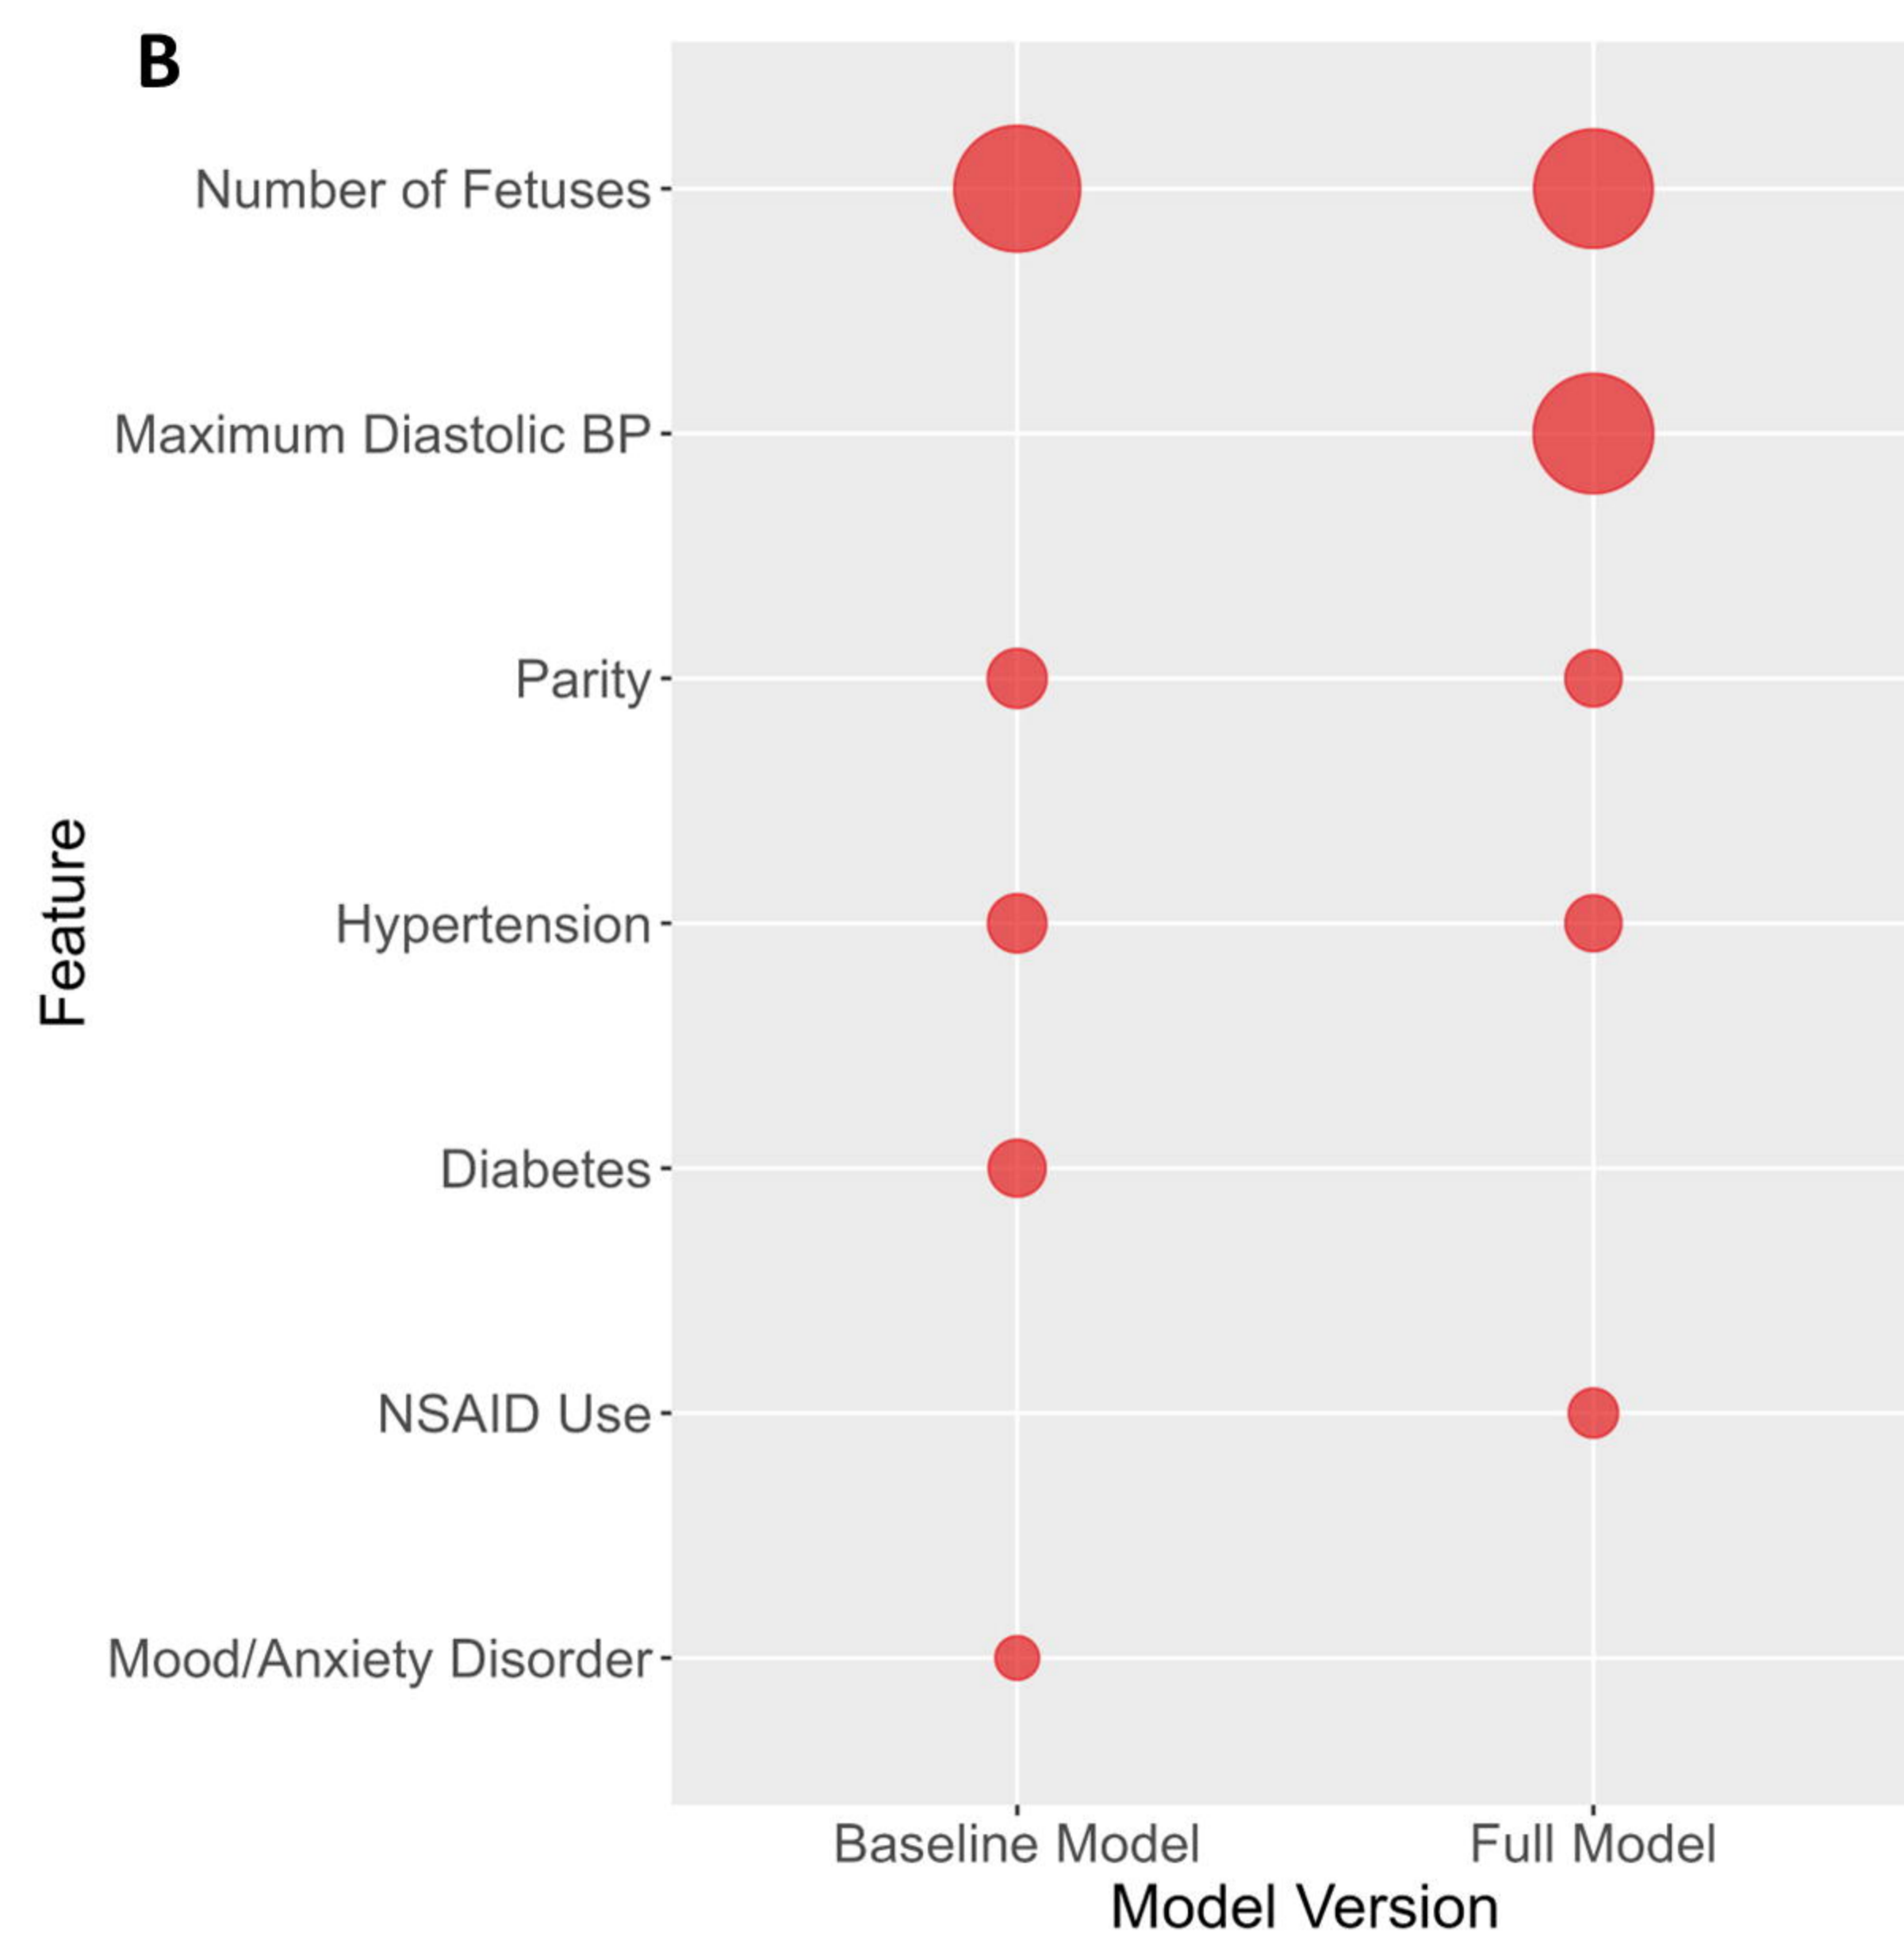 B
Number of Fetuses
Maximum Diastolic BP
Parity
Hypertension
Diabetes
NSAID Use
Mood/Anxiety Disorder
Feature
Baseline Model
Full Model
Model Version